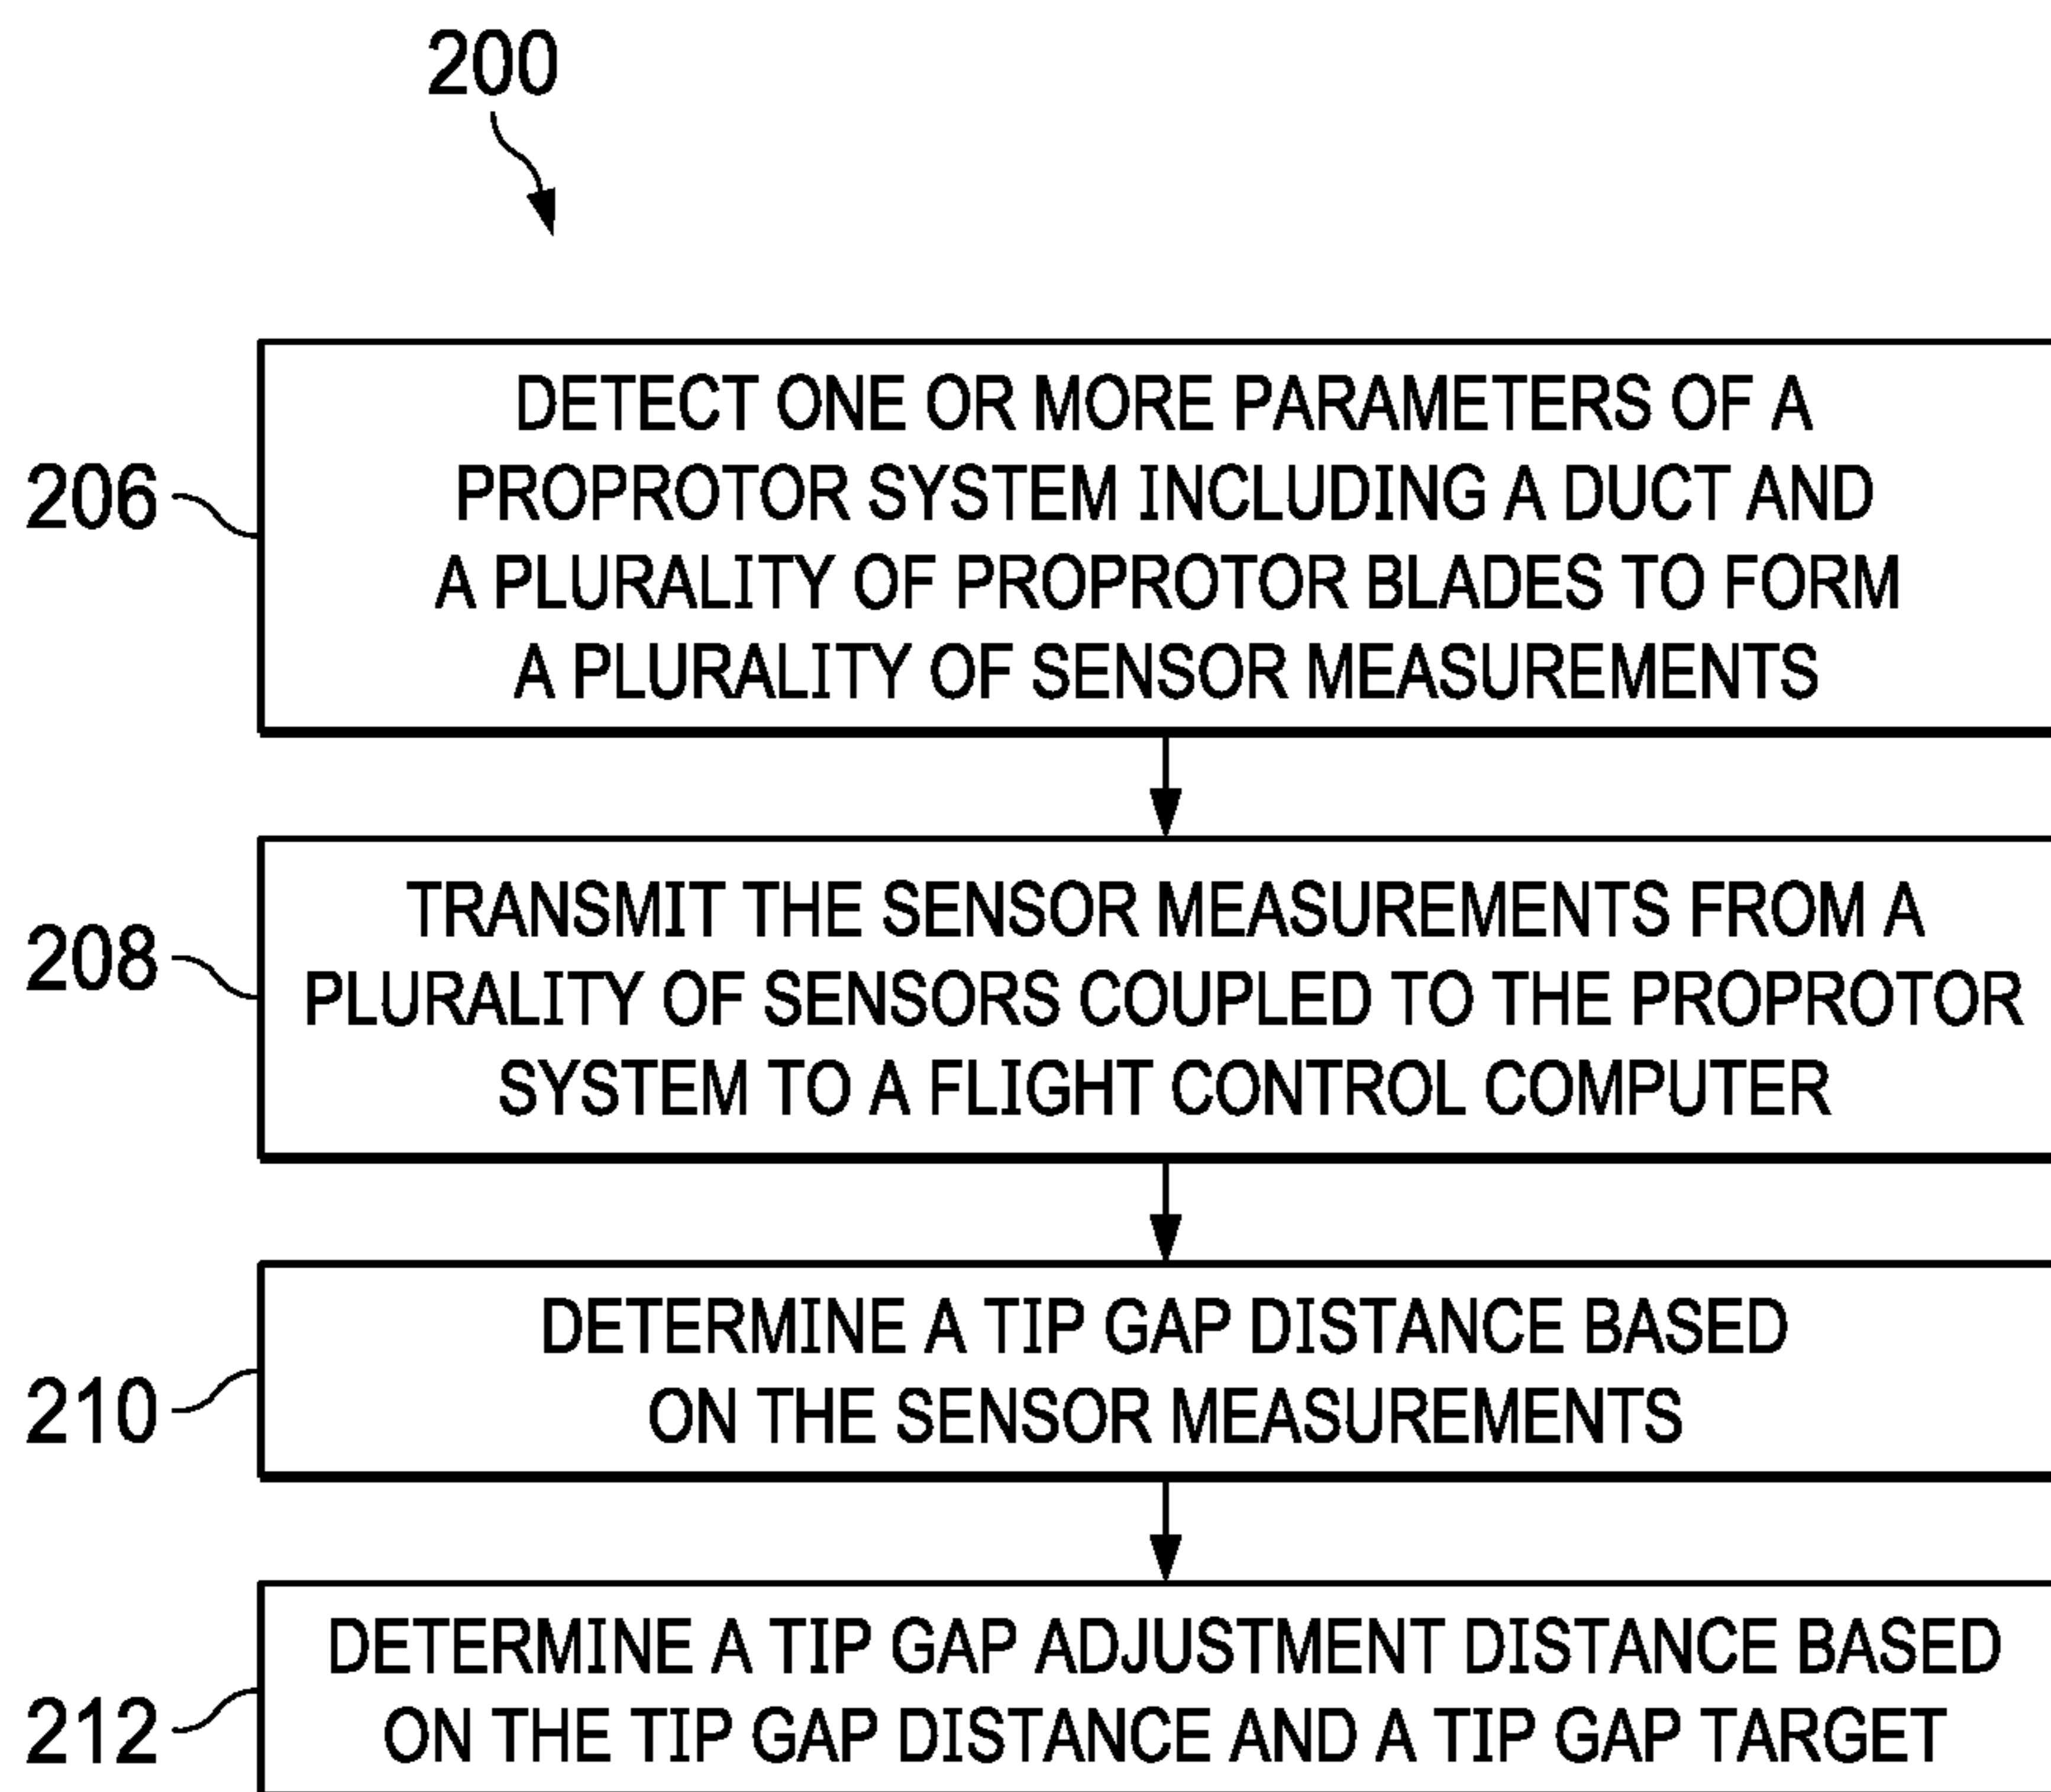 200
206
DETECT ONE OR MORE PARAMETERS OF A
PROPROTOR SYSTEM INCLUDING A DUCT AND
A PLURALITY OF PROPROTOR BLADES TO FORM
A PLURALITY OF SENSOR MEASUREMENTS
208
TRANSMIT THE SENSOR MEASUREMENTS FROM A
PLURALITY OF SENSORS COUPLED TO THE PROPROTOR
SYSTEM TO A FLIGHT CONTROL COMPUTER
210
DETERMINE A TIP GAP DISTANCE BASED
ON THE SENSOR MEASUREMENTS
212
DETERMINE A TIP GAP ADJUSTMENT DISTANCE BASED
ON THE TIP GAP DISTANCE AND A TIP GAP TARGET